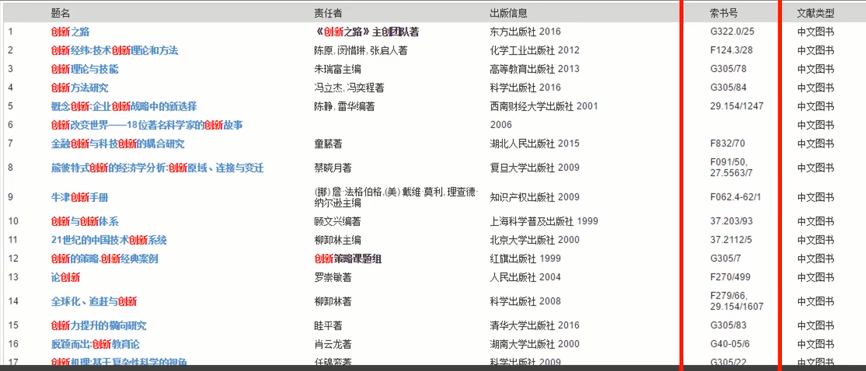 题名 责任者 出版信息 索书号 文献类型
1 创新之路 《创新之路》主创团队著 东方出版社 2016 G322.0/25 中文图书
2 创新经纬:技术创新理论和方法 陈原,闵惜琳,张启人著 化学工业出版社 2012 F124.3/28 中文图书
3 创新理论与技能 朱瑞富主编 高等教育出版社 2013 G305/78 中文图书
4 创新方法研究 冯立杰,冯奕程著 科学出版社 2016 G305/84 中文图书
5 概念创新:企业创新战略中的新选择 陈静,雷华编著 西南财经大学出版社 2001 29.154/1247 中文图书
6 创新改变世界——18位著名科学家的创新故事 2006 中文图书
7 金融创新与科技创新的耦合研究 童藤著 湖北人民出版社 2015 F832/70 中文图书
8 熊彼特式创新的经济学分析:创新原域、连接与变迁 禁晓月著 复旦大学出版社 2009 F091/50, 27.5563/7 中文图书
9 牛津创新手册 (挪)詹·法格伯格,(美)戴维·莫利,理查德·纳尔逊主编 知识产权出版社 2009 F062.4-62/1 中文图书
10 创新与创新体系 顾文兴编著 上海科学普及出版社 1999 37.203/93 中文图书
11 21世纪的中国技术创新系统 柳卸林主编 北京大学出版社 2000 37.2112/5 中文图书
12 创新的策略.创新经典案例 创新策略课题组 红旗出版社 1999 G305/7 中文图书
13 论创新 罗崇敏著 人民出版社 2004 F270/499 中文图书
14 全球化、追赶与创新 柳卸林著 科学出版社 2008 F279/66, 29.154/1607 中文图书
15 创新力提升的横向研究 眭平著 清华大学出版社 2016 G305/83 中文图书
16 脱颖而出:创新教育论 肖云龙著 湖南大学出版社 2000 G40-05/6 中文图书
17 创新机理:基于复杂性科学的视角 任锦鸾著 科学出版社 2009 G305/22 中文图书